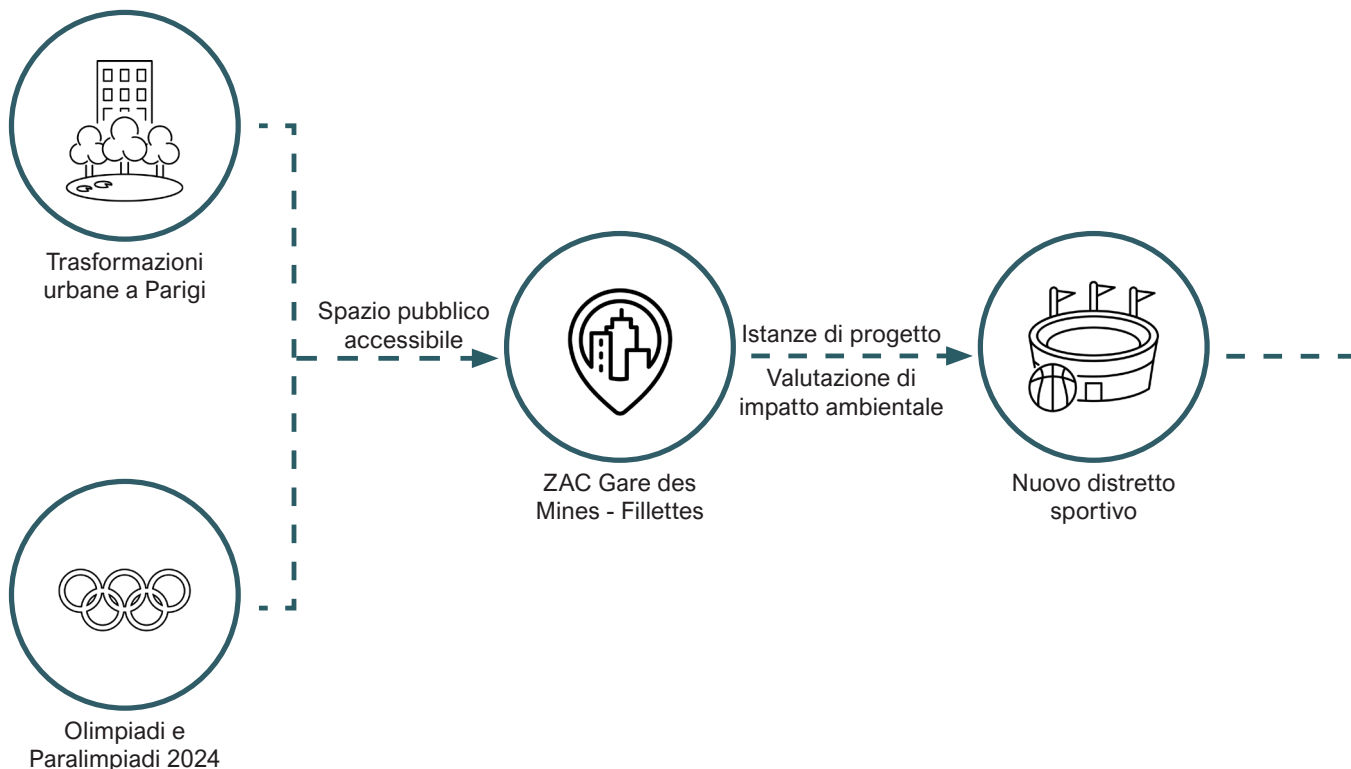 Trasformazioni
urbane a Parigi
Spazio pubblico
accessibile
Istanze di progetto
Valutazione di
impatto ambientale
ZAC Gare des
Mines - Fillettes
Nuovo distretto
sportivo
Olimpiadi e
Paralimpiadi 2024